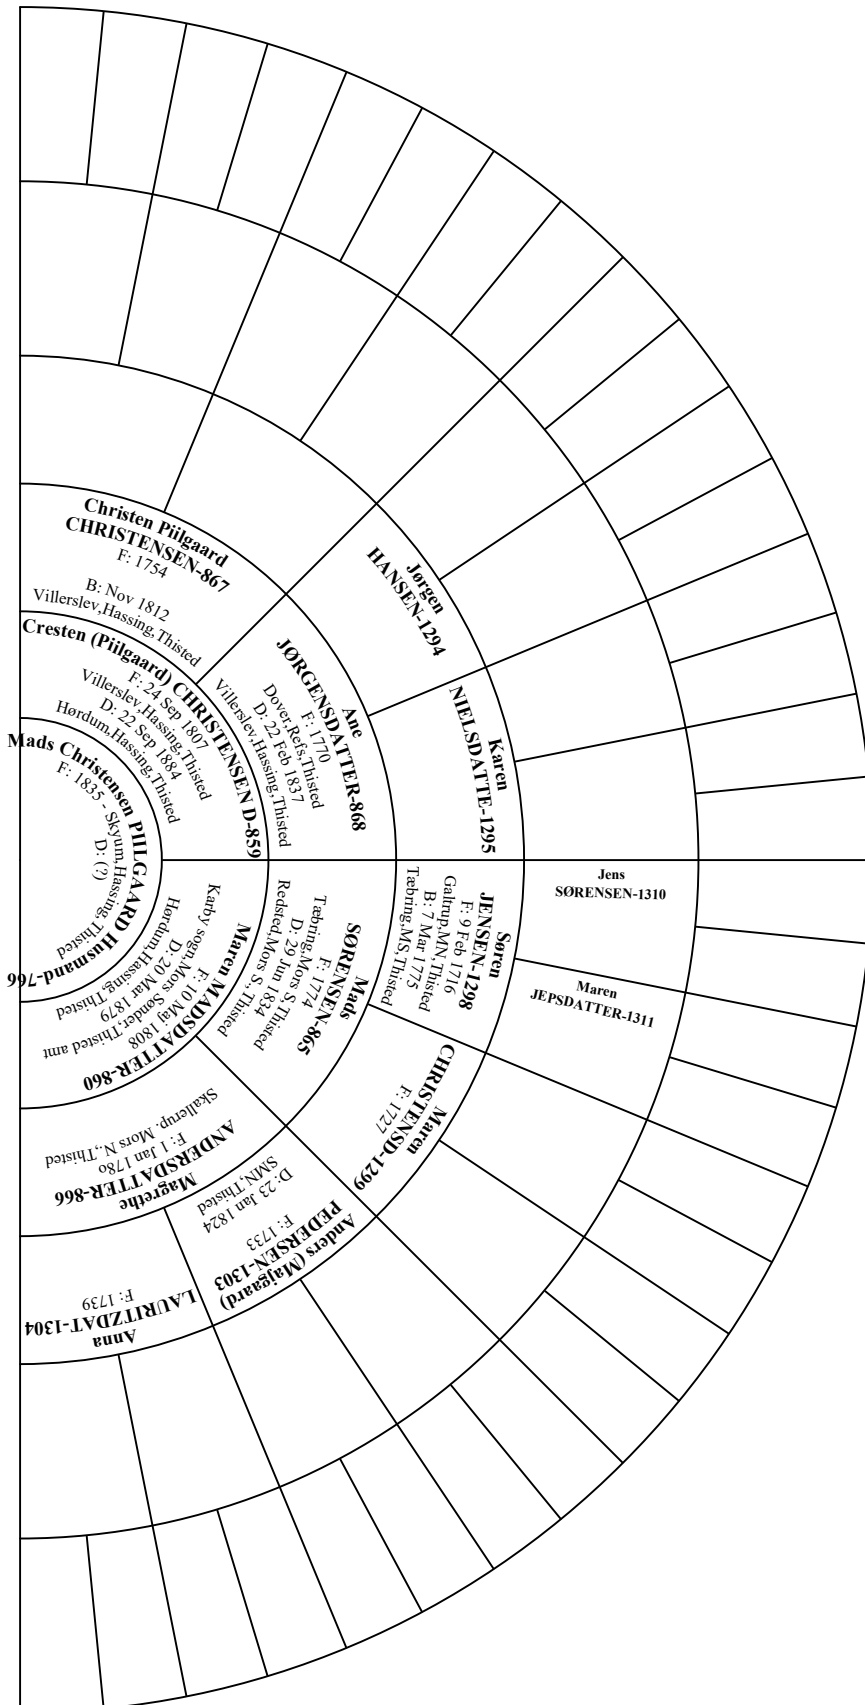 Christen Piilgaard
CHRISTENSEN-867
F: 1754
B: Nov 1812
Villerslev,Hassing,Thisted
Cresten (Piilgaard) CHRISTENSEN D-859
F: 24 Sep 1807
Villerslev,Hassing,Thisted
D: 22 Sep 1884
Hørdum,Hassing,Thisted
Mads Christensen PIILGAARD Husmand-766
F: 1835 - Skyum,Hassing,Thisted
D: (?)
Ane
JØRGENSDATTER-868
F: 1770
Dover,Refs,Thisted
D: 22 Feb 1837
Villerslev,Hassing,Thisted
Jørgen
HANSEN-1294
Karen
NIELSDATTE-1295
Jens
SØRENSEN-1310
Maren
JEPSDATTER-1311
Søren
JENSEN-1298
F: 9 Feb 1716
Galtrup,MN,Thisted
B: 7 Mar 1775
Tæbring,MS,Thisted
Mads
SØRENSEN-865
F: 1774
Tæbring,Mors S,Thisted
D: 29 Jun 1834
Redsted,Mors S,Thisted
Maren MADSDATTER-860
F: 10 Maj 1808
Karby sogn,Mors Sønder,Thisted amt
D: 20 Mar 1879
Hørdum,Hassing,Thisted
Maren
CHRISTENSD-1299
F: 1727
Anders (Majgaard)
PEDERSEN-1303
F: 1733
D: 23 Jan 1824
SMN,Thisted
Magrethe
ANDERSDATTER-866
F: 1 Jan 178o
Skallerup. Mors N,,Thisted
Anna
LAURITZDAT-1304
F: 1739